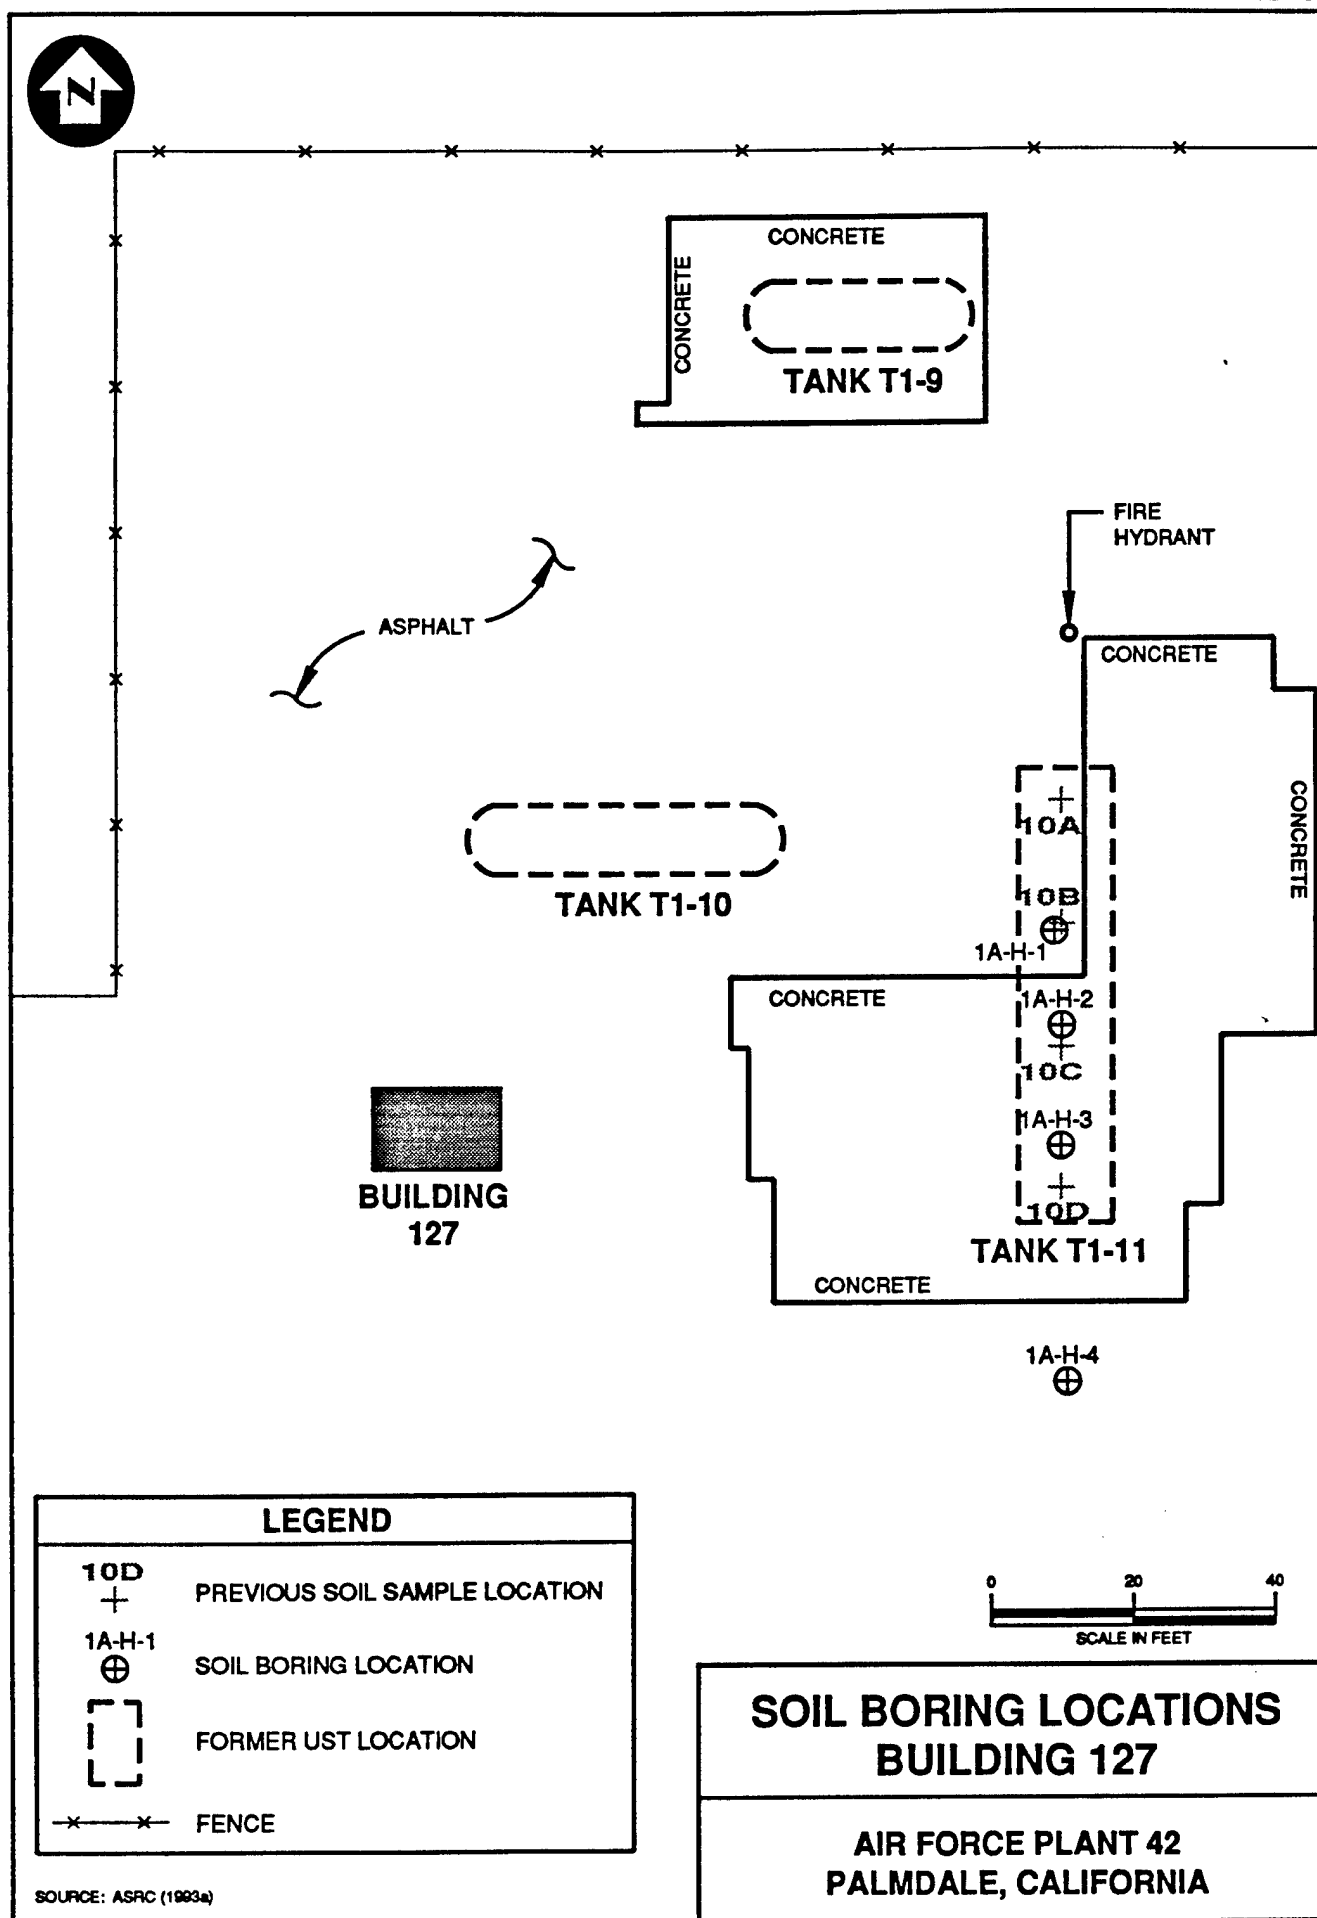 N
CONCRETE
CONCRETE
TANK T1-9
FIRE
HYDRANT
ASPHALT
CONCRETE
CONCRETE
10A
TANK T1-10
10B
1A-H-1
CONCRETE
1A-H-2
10C
1A-H-3
10D
BUILDING
127
TANK T1-11
CONCRETE
1A-H-4
LEGEND
10D
PREVIOUS SOIL SAMPLE LOCATION
1A-H-1
SOIL BORING LOCATION
FORMER UST LOCATION
FENCE
0 20 40
SCALE IN FEET
SOIL BORING LOCATIONS
BUILDING 127
AIR FORCE PLANT 42
PALMDALE, CALIFORNIA
SOURCE: ASRC (1993a)